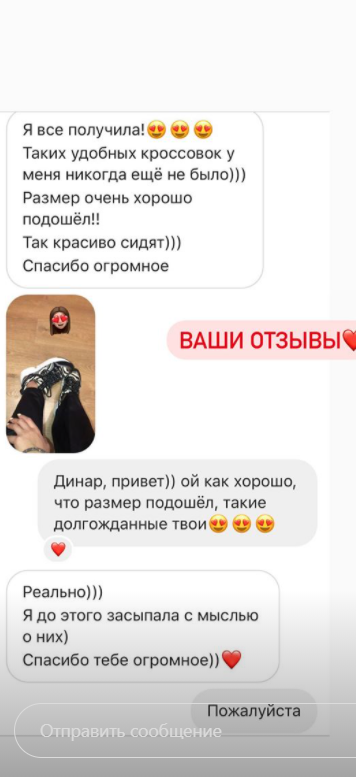 Я все получила!😍😍😍
Таких удобных кроссовок у
меня никогда ещё не было)))
Размер очень хорошо
подошёл!!
Так красиво сидят)))
Спасибо огромное
ВАШИ ОТЗЫВЫ❤️
Динар, привет)) ой как хорошо,
что размер подошёл, такие
долгожданные твои😍😍😍
❤️
Реально)))
Я до этого засыпала с мыслью
о них)
Спасибо тебе огромное))❤️
Пожалуйста
Отправить сообщение